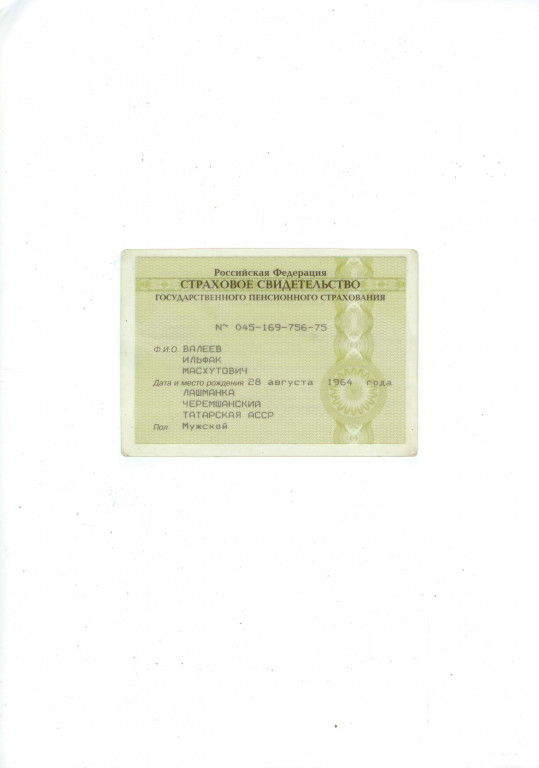 Российская Федерация
СТРАХОВОЕ СВИДЕТЕЛЬСТВО
ГОСУДАРСТВЕННОГО ПЕНСИОННОГО СТРАХОВАНИЯ
№ 045-169-756-75
Ф.И.О. ВАЛЕЕВ
ИЛЬФАК
МАСХУТОВИЧ
Дата и место рождения 28 августа 1964 года
ЛАШМАНКА
ЧЕРЕМШАНСКИЙ
ТАТАРСКАЯ АССР
Пол Мужской